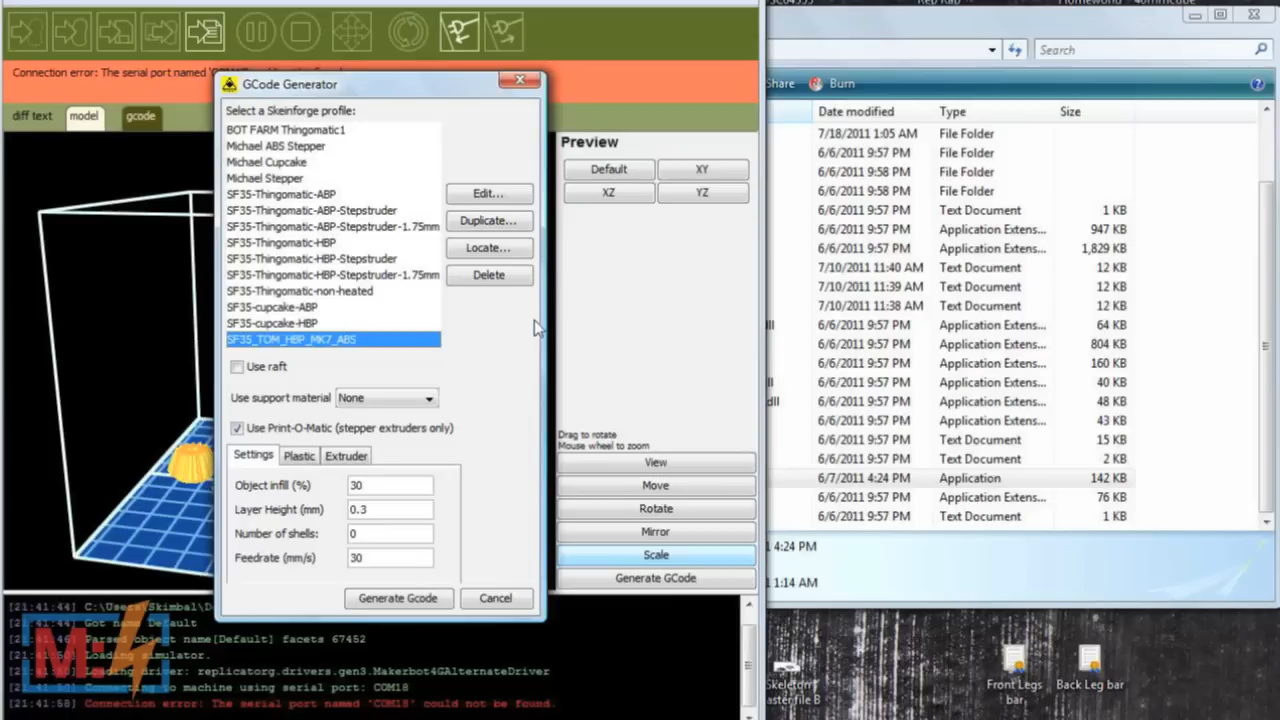 Connection error: The serial port named 'COM18'
diff text
model
gcode
GCode Generator
Select a Skeinforge profile:
BOT FARM Thingomatic1
Michael ABS Stepper
Michael Cupcake
Michael Stepper
SF35-Thingomatic-ABP
SF35-Thingomatic-ABP-Stepstruder
SF35-Thingomatic-ABP-Stepstruder-1.75mm
SF35-Thingomatic-HBP
SF35-Thingomatic-HBP-Stepstruder
SF35-Thingomatic-HBP-Stepstruder-1.75mm
SF35-Thingomatic-non-heated
SF35-cupcake-ABP
SF35-cupcake-HBP
SF35_TOM_HBP_MK7_ABS
Edit...
Duplicate...
Locate...
Delete
Use raft
Use support material None
Use Print-O-Matic (stepper extruders only)
Settings Plastic Extruder
Object infill (%) 30
Layer Height (mm) 0.3
Number of shells: 0
Feedrate (mm/s) 30
Generate Gcode Cancel
Preview
Default XY
XZ YZ
Drag to rotate
Mouse wheel to zoom
View
Move
Rotate
Mirror
Scale
Generate GCode
[21:41:44] C:\Users\Skimbal\D
[21:41:44] Got name Default
Parsed object name[Default] facets 67452
Loading simulator.
Loading driver: replicatorg.drivers.gen3.Makerbot4GAlternateDriver
Connecting to machine using serial port: COM18
[21:41:58] Connection error: The serial port named 'COM18' could not be found.
Search
Share Burn
Date modified Type Size
7/18/2011 1:05 AM File Folder
6/6/2011 9:57 PM File Folder
6/6/2011 9:58 PM File Folder
6/6/2011 9:58 PM File Folder
6/6/2011 9:57 PM Text Document 1 KB
6/6/2011 9:57 PM Application Extens... 947 KB
6/6/2011 9:57 PM Application Extens... 1,829 KB
7/10/2011 11:40 AM Text Document 12 KB
7/10/2011 11:39 AM Text Document 12 KB
7/10/2011 11:38 AM Text Document 12 KB
6/6/2011 9:57 PM Application Extens... 64 KB
6/6/2011 9:57 PM Application Extens... 804 KB
6/6/2011 9:57 PM Application Extens... 160 KB
6/6/2011 9:57 PM Application Extens... 40 KB
6/6/2011 9:57 PM Application Extens... 48 KB
6/6/2011 9:57 PM Application Extens... 43 KB
6/6/2011 9:57 PM Text Document 15 KB
6/6/2011 9:57 PM Text Document 2 KB
6/7/2011 4:24 PM Application 142 KB
6/6/2011 9:57 PM Application Extens... 76 KB
6/6/2011 9:57 PM Text Document 1 KB
4:24 PM
1:14 AM
Front Legs
bar
Back Leg bar